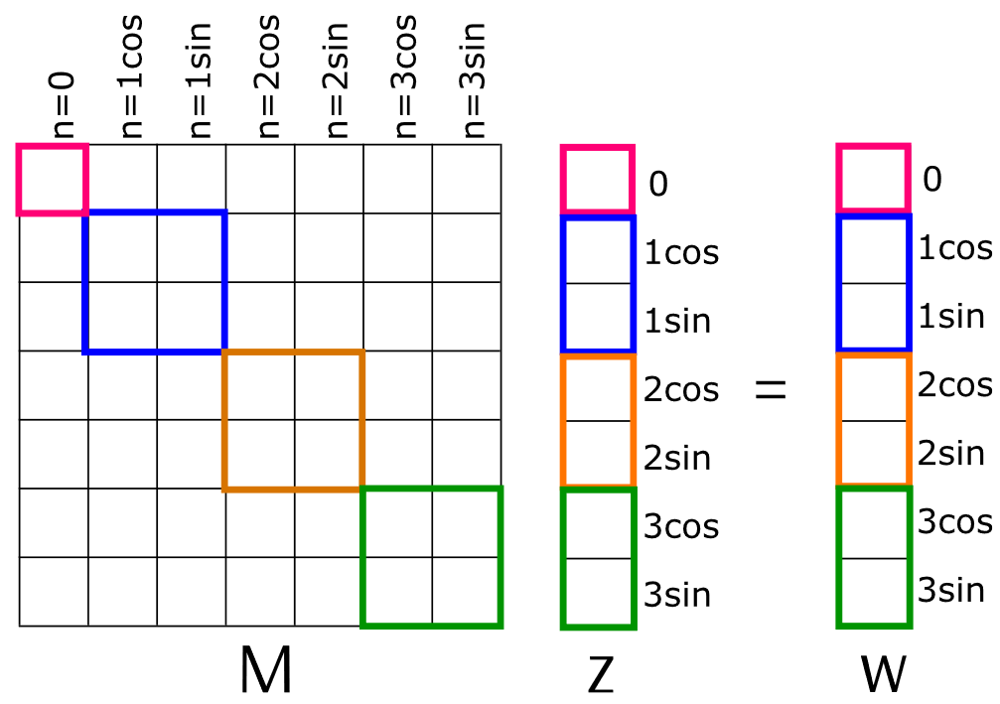 n=0
n=1cos
n=1sin
n=2cos
n=2sin
n=3cos
n=3sin
0
1cos
1sin
2cos
2sin
3cos
3sin
=
0
1cos
1sin
2cos
2sin
3cos
3sin
M
Z
W